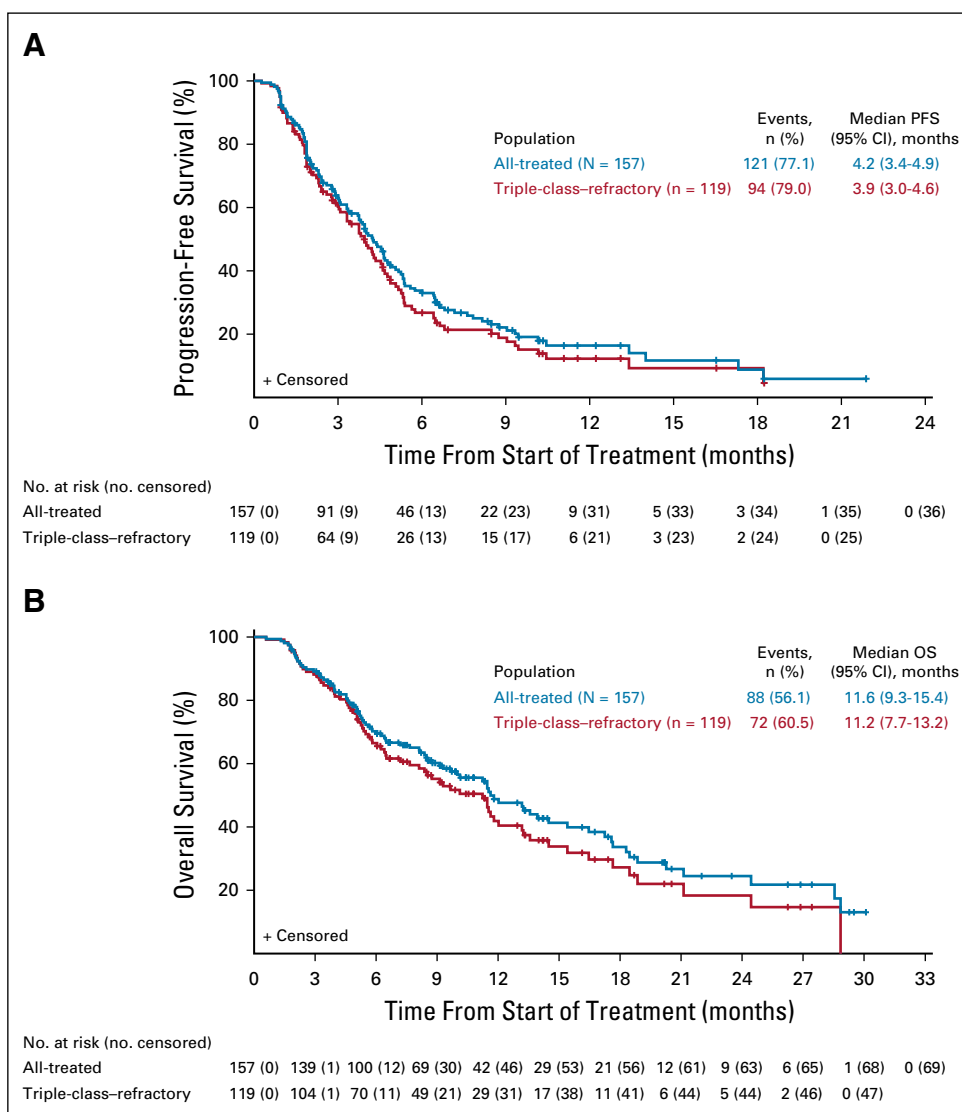 A
Progression-Free Survival (%)
100
80
60
40
20
Population
Events,
n (%)
Median PFS
(95% CI), months
All-treated (N = 157) 121 (77.1) 4.2 (3.4-4.9)
Triple-class–refractory (n = 119) 94 (79.0) 3.9 (3.0-4.6)
+ Censored
0 3 6 9 12 15 18 21 24
Time From Start of Treatment (months)
No. at risk (no. censored)
All-treated 157 (0) 91 (9) 46 (13) 22 (23) 9 (31) 5 (33) 3 (34) 1 (35) 0 (36)
Triple-class–refractory 119 (0) 64 (9) 26 (13) 15 (17) 6 (21) 3 (23) 2 (24) 0 (25)
B
Overall Survival (%)
100
80
60
40
20
Population
Events,
n (%)
Median OS
(95% CI), months
All-treated (N = 157) 88 (56.1) 11.6 (9.3-15.4)
Triple-class–refractory (n = 119) 72 (60.5) 11.2 (7.7-13.2)
+ Censored
0 3 6 9 12 15 18 21 24 27 30 33
Time From Start of Treatment (months)
No. at risk (no. censored)
All-treated 157 (0) 139 (1) 100 (12) 69 (30) 42 (46) 29 (53) 21 (56) 12 (61) 9 (63) 6 (65) 1 (68) 0 (69)
Triple-class–refractory 119 (0) 104 (1) 70 (11) 49 (21) 29 (31) 17 (38) 11 (41) 6 (44) 5 (44) 2 (46) 0 (47)